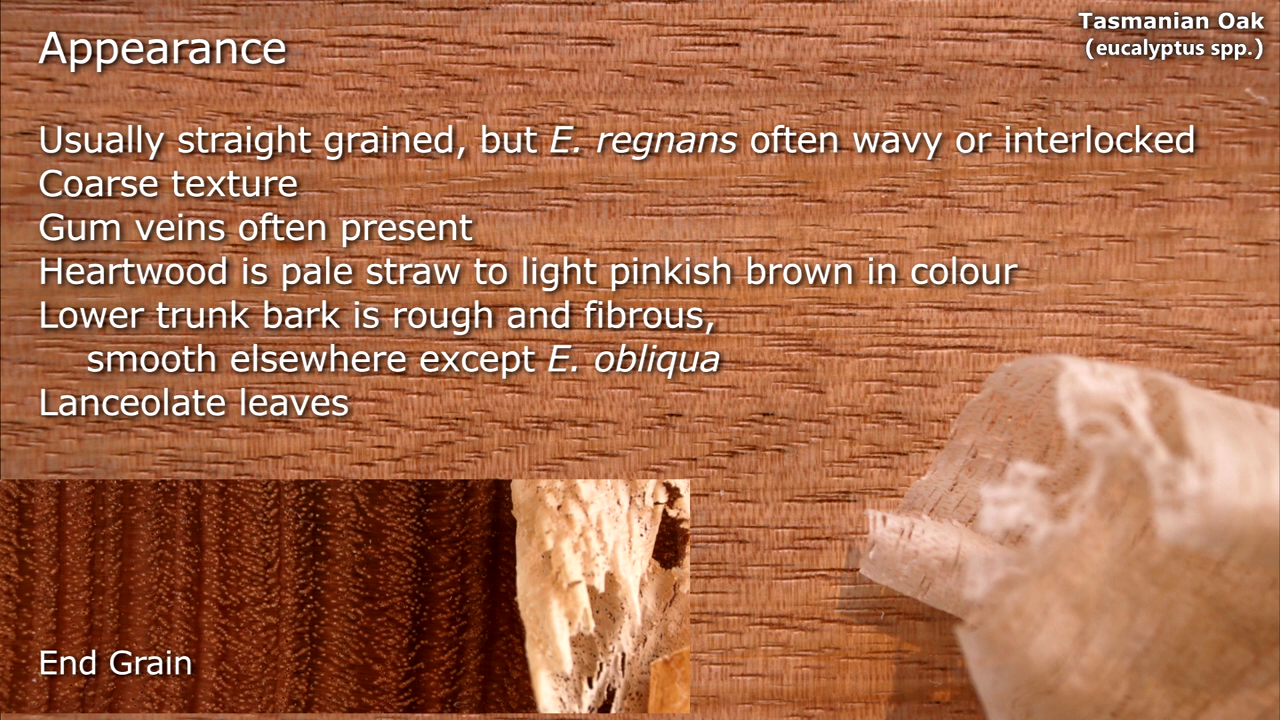 Appearance
Tasmanian Oak
(eucalyptus spp.)
Usually straight grained, but E. regnans often wavy or interlocked
Coarse texture
Gum veins often present
Heartwood is pale straw to light pinkish brown in colour
Lower trunk bark is rough and fibrous,
smooth elsewhere except E. obliqua
Lanceolate leaves
End Grain